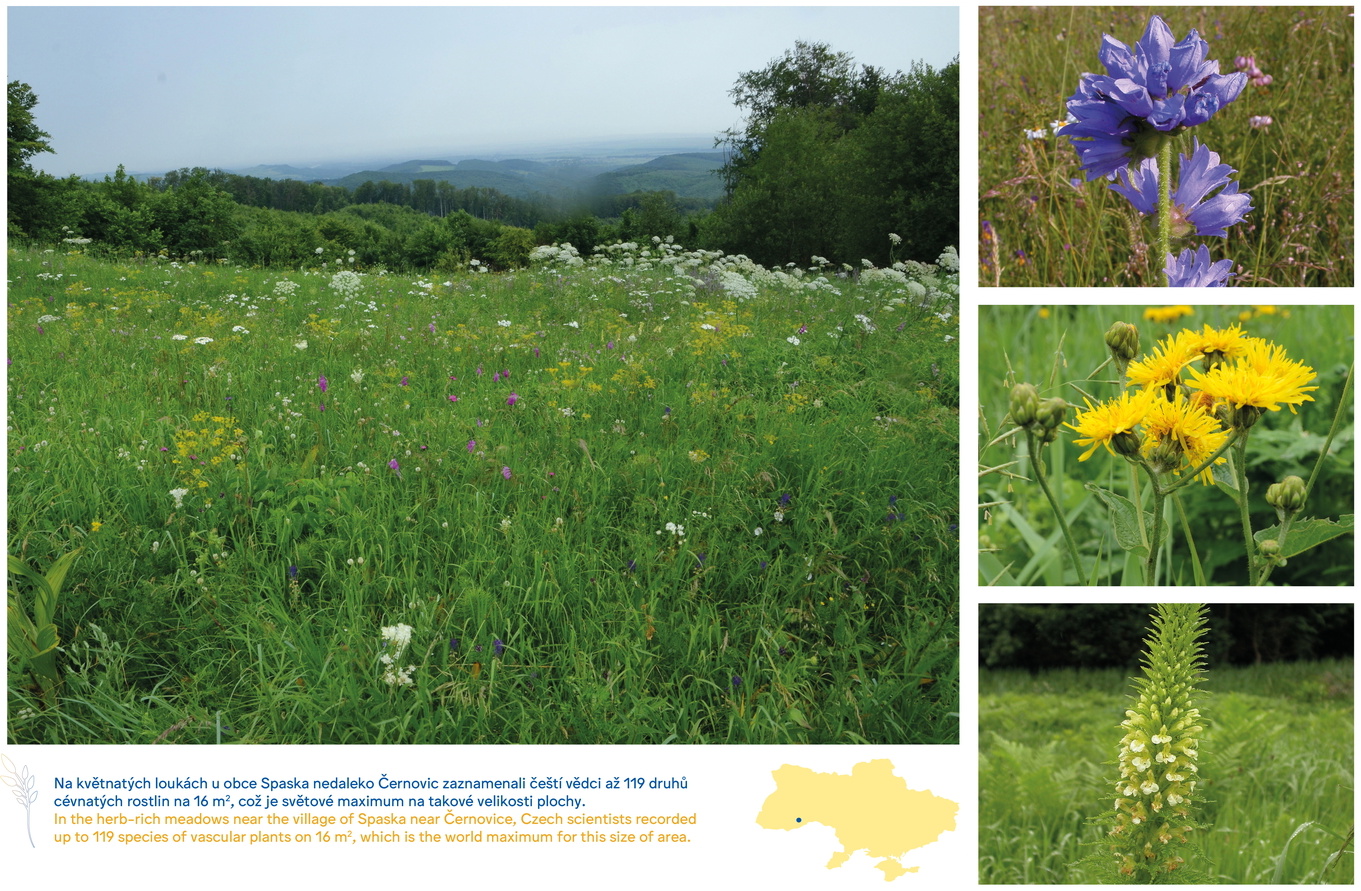 Na květnatých loukách u obce Spaska nedaleko Černovic zaznamenali čeští vědci až 119 druhů
cévnatých rostlin na 16 m², což je světové maximum na takové velikosti plochy.
In the herb-rich meadows near the village of Spaska near Černovice, Czech scientists recorded
up to 119 species of vascular plants on 16 m², which is the world maximum for this size of area.